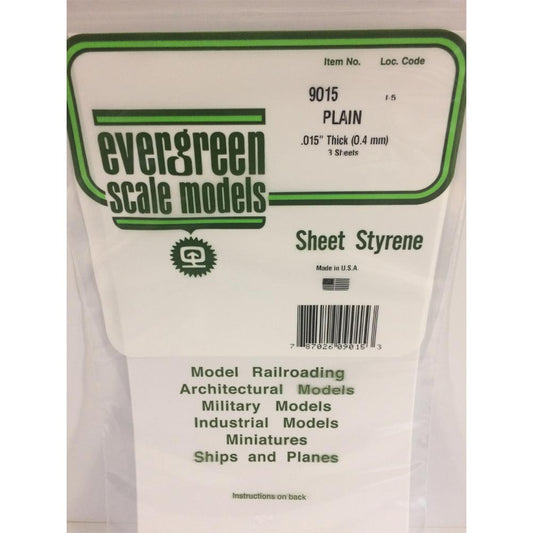 Item No. Loc. Code
9015
PLAIN
.015" Thick (0.4 mm)
3 Sheets
evergreen
scale models
Sheet Styrene
Made in U.S.A.
7 87026 09015 3
Model Railroading
Architectural Models
Military Models
Industrial Models
Miniatures
Ships and Planes
Instructions on back